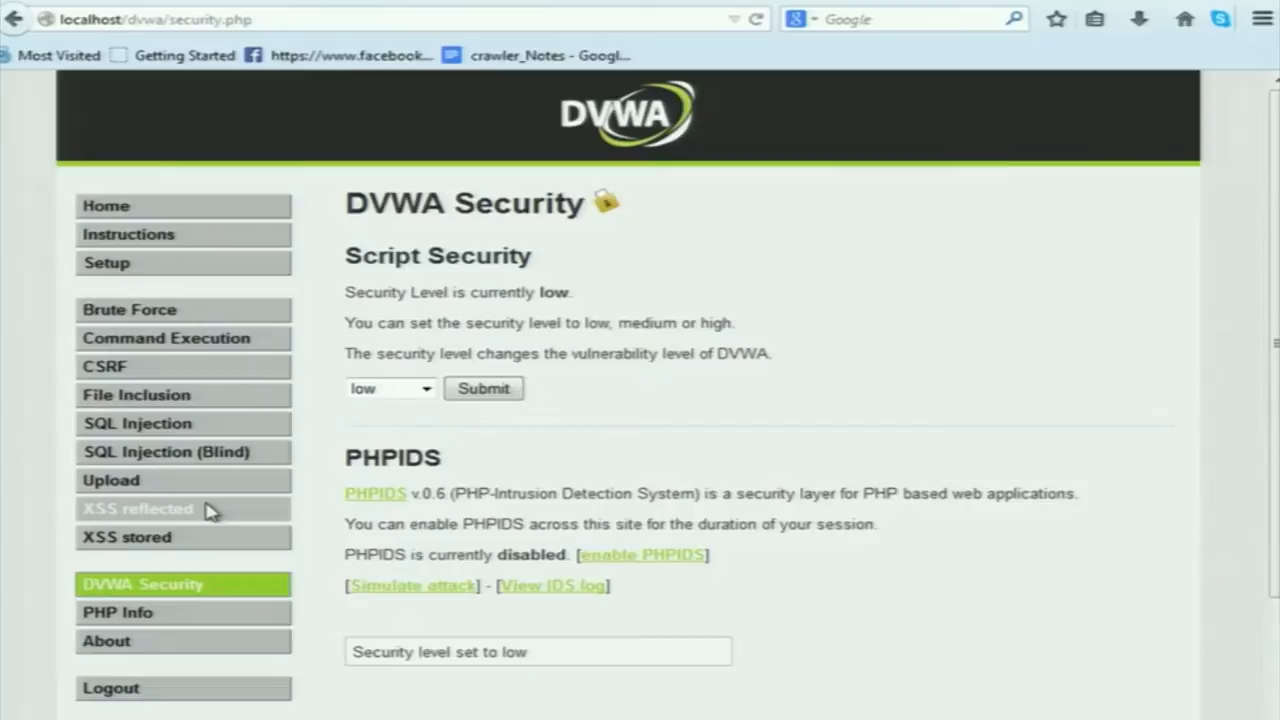 localhost/dvwa/security.php
Google
Most Visited
Getting Started
https://www.facebook...
crawler_Notes - Googl...
DVWA
Home
Instructions
Setup
Brute Force
Command Execution
CSRF
File Inclusion
SQL Injection
SQL Injection (Blind)
Upload
XSS reflected
XSS stored
DVWA Security
PHP Info
About
Logout
DVWA Security
Script Security
Security Level is currently low.
You can set the security level to low, medium or high.
The security level changes the vulnerability level of DVWA.
low
Submit
PHPIDS
PHPIDS v.0.6 (PHP-Intrusion Detection System) is a security layer for PHP based web applications.
You can enable PHPIDS across this site for the duration of your session.
PHPIDS is currently disabled. [enable PHPIDS]
[Simulate attack] - [View IDS log]
Security level set to low